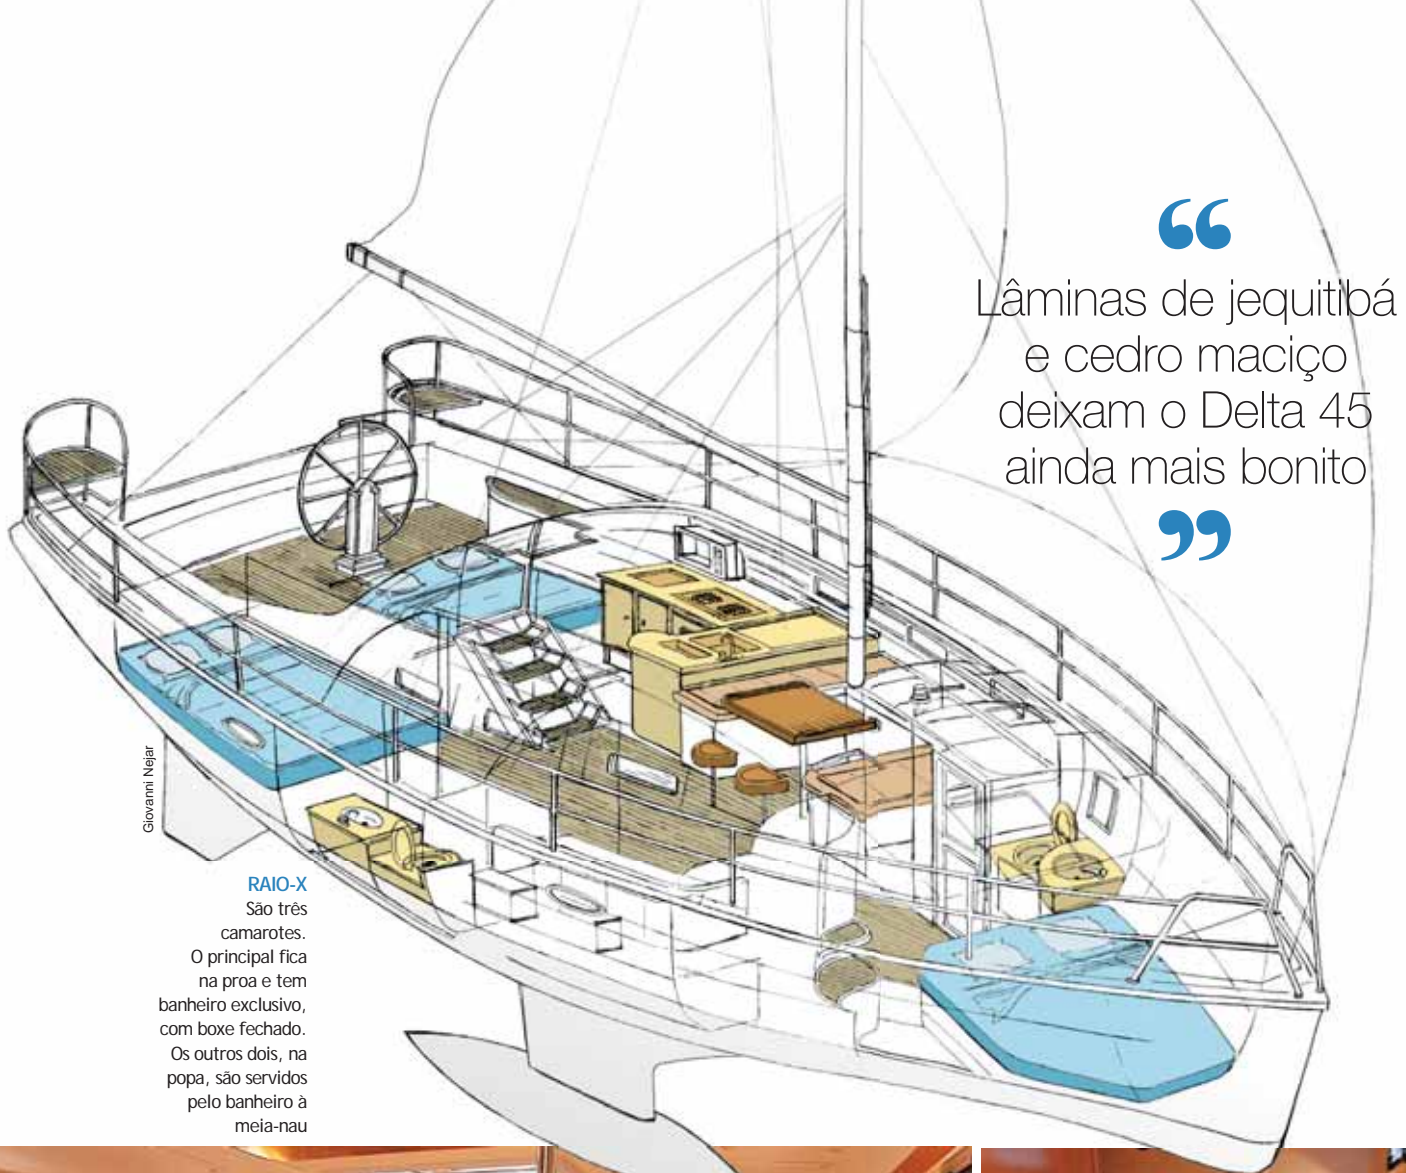 “
Lâminas de jequitibá
e cedro maciço
deixam o Delta 45
ainda mais bonito
”
Giovanni Nejar
RAIO-X
São três
camarotes.
O principal fica
na proa e tem
banheiro exclusivo,
com boxe fechado.
Os outros dois, na
popa, são servidos
pelo banheiro à
meia-nau